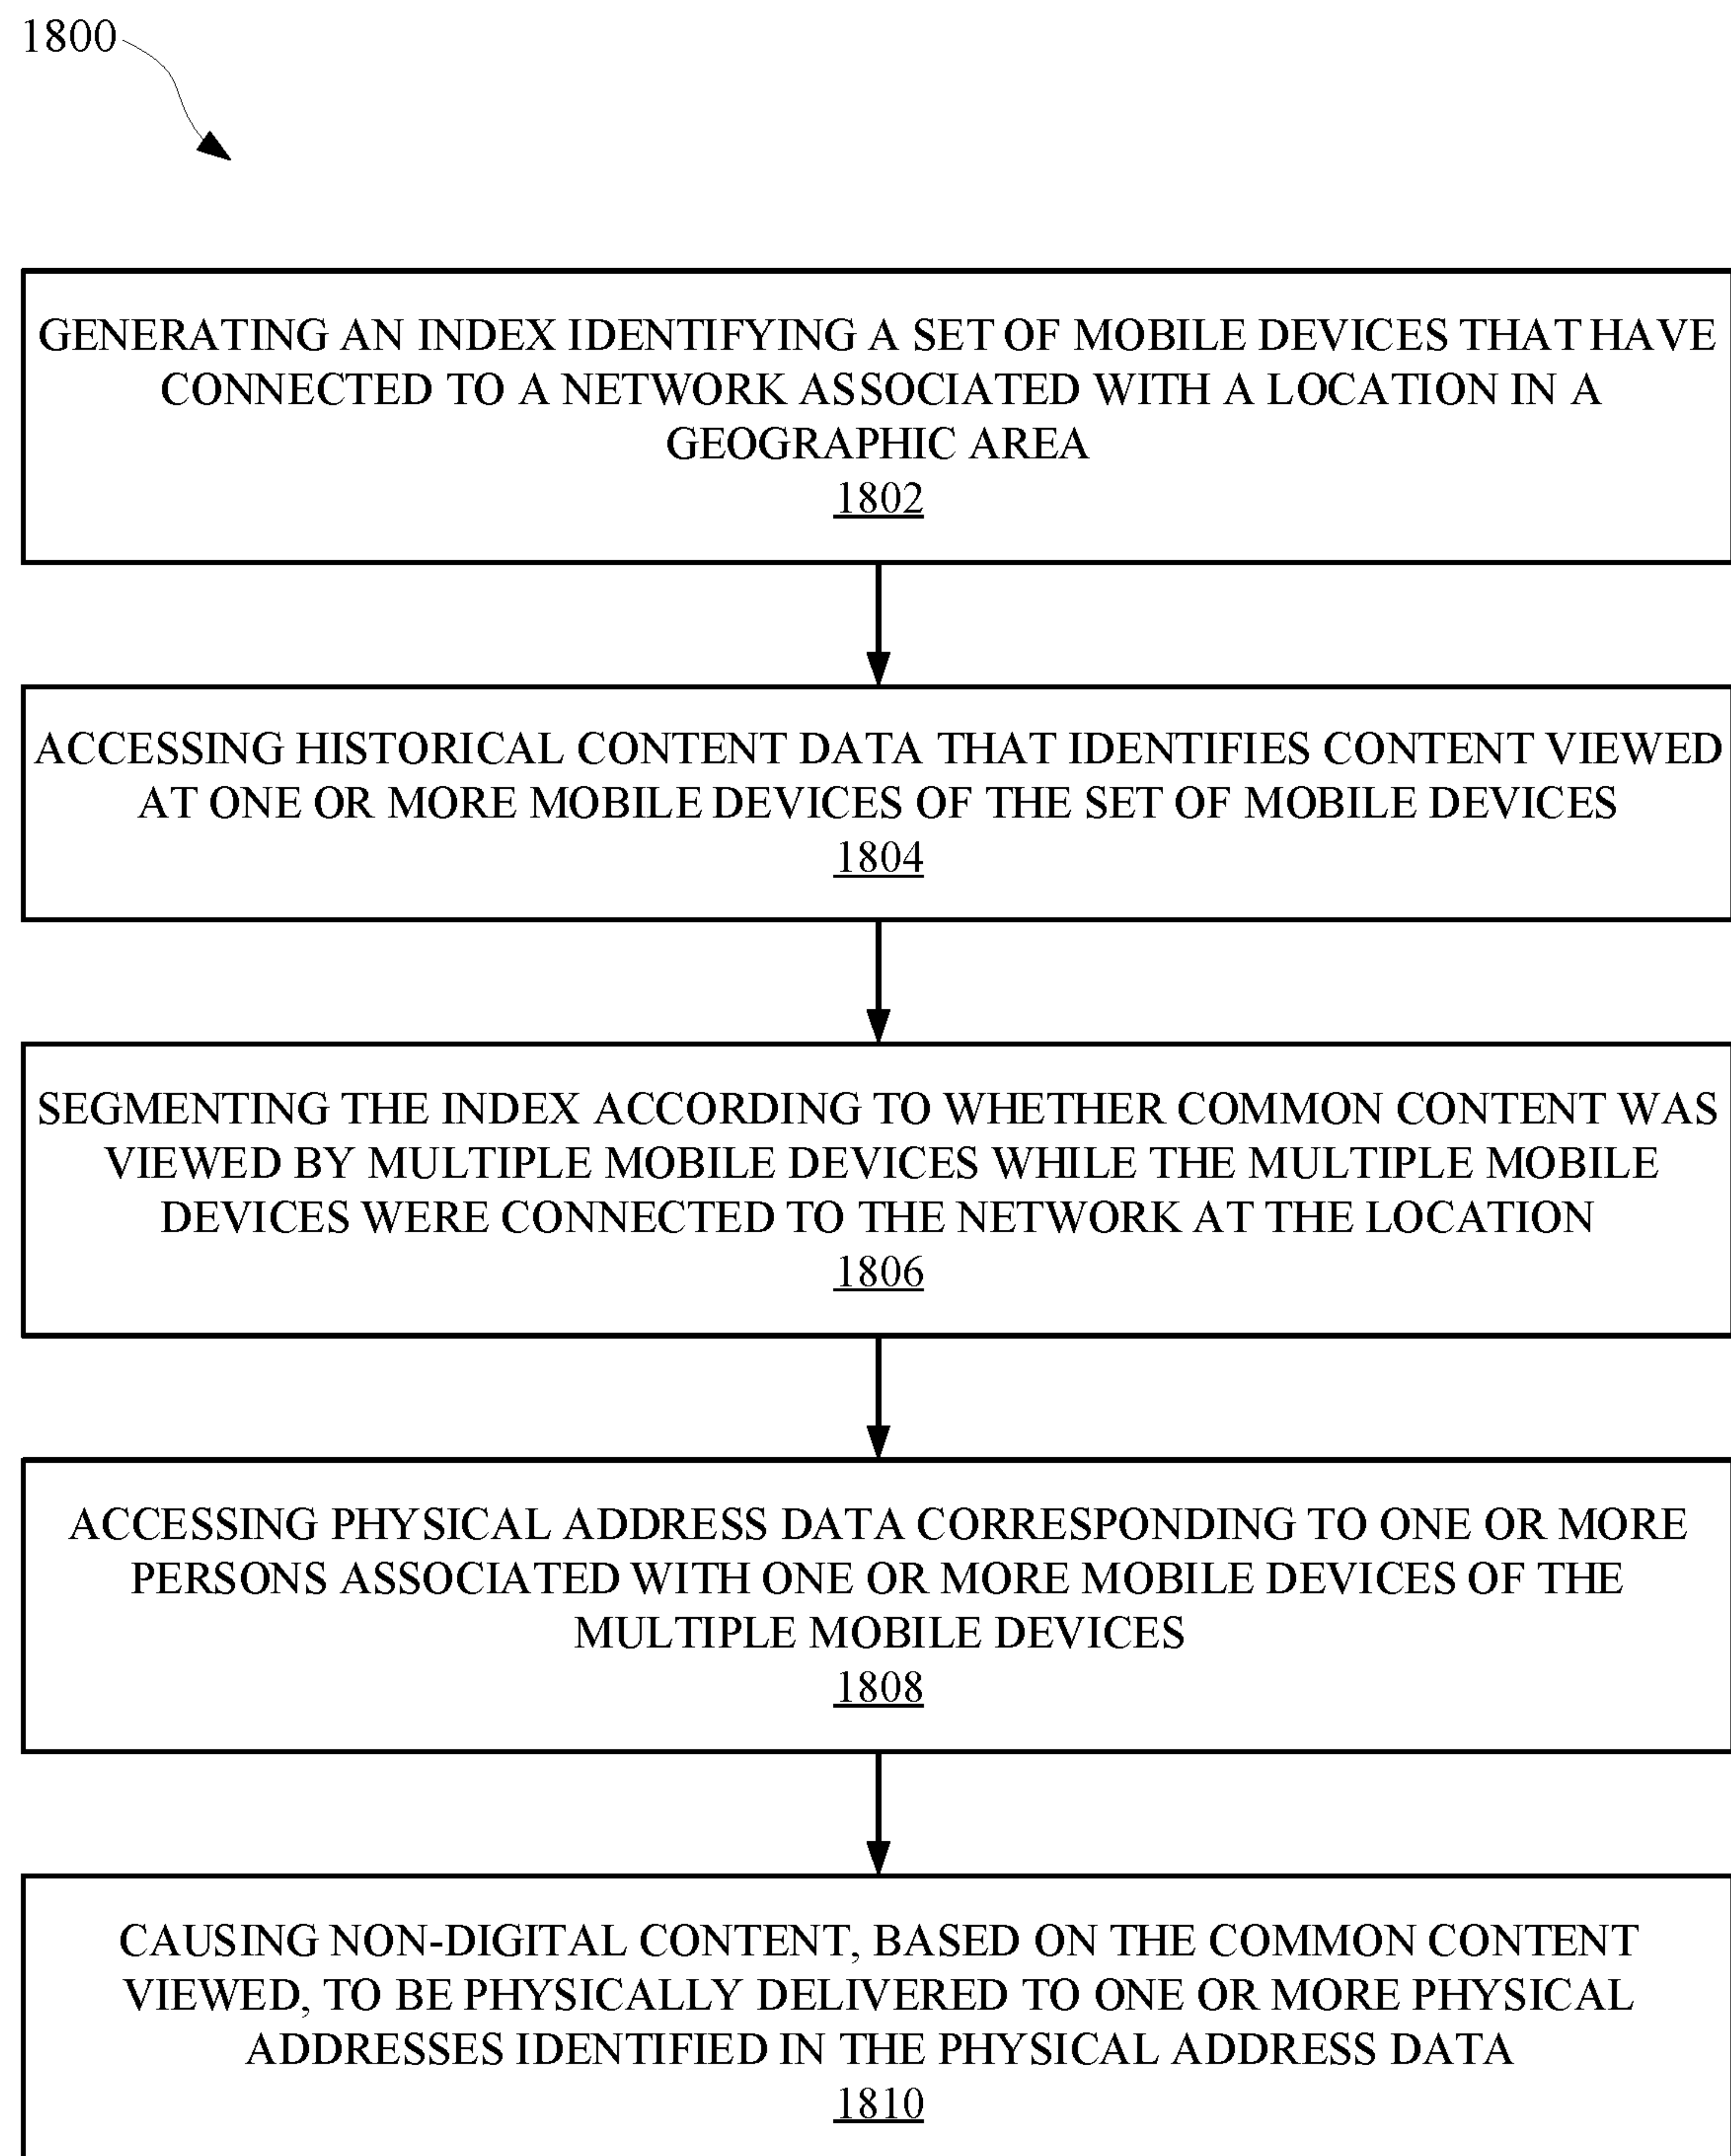 1800
GENERATING AN INDEX IDENTIFYING A SET OF MOBILE DEVICES THAT HAVE
CONNECTED TO A NETWORK ASSOCIATED WITH A LOCATION IN A
GEOGRAPHIC AREA
1802
ACCESSING HISTORICAL CONTENT DATA THAT IDENTIFIES CONTENT VIEWED
AT ONE OR MORE MOBILE DEVICES OF THE SET OF MOBILE DEVICES
1804
SEGMENTING THE INDEX ACCORDING TO WHETHER COMMON CONTENT WAS
VIEWED BY MULTIPLE MOBILE DEVICES WHILE THE MULTIPLE MOBILE
DEVICES WERE CONNECTED TO THE NETWORK AT THE LOCATION
1806
ACCESSING PHYSICAL ADDRESS DATA CORRESPONDING TO ONE OR MORE
PERSONS ASSOCIATED WITH ONE OR MORE MOBILE DEVICES OF THE
MULTIPLE MOBILE DEVICES
1808
CAUSING NON-DIGITAL CONTENT, BASED ON THE COMMON CONTENT
VIEWED, TO BE PHYSICALLY DELIVERED TO ONE OR MORE PHYSICAL
ADDRESSES IDENTIFIED IN THE PHYSICAL ADDRESS DATA
1810